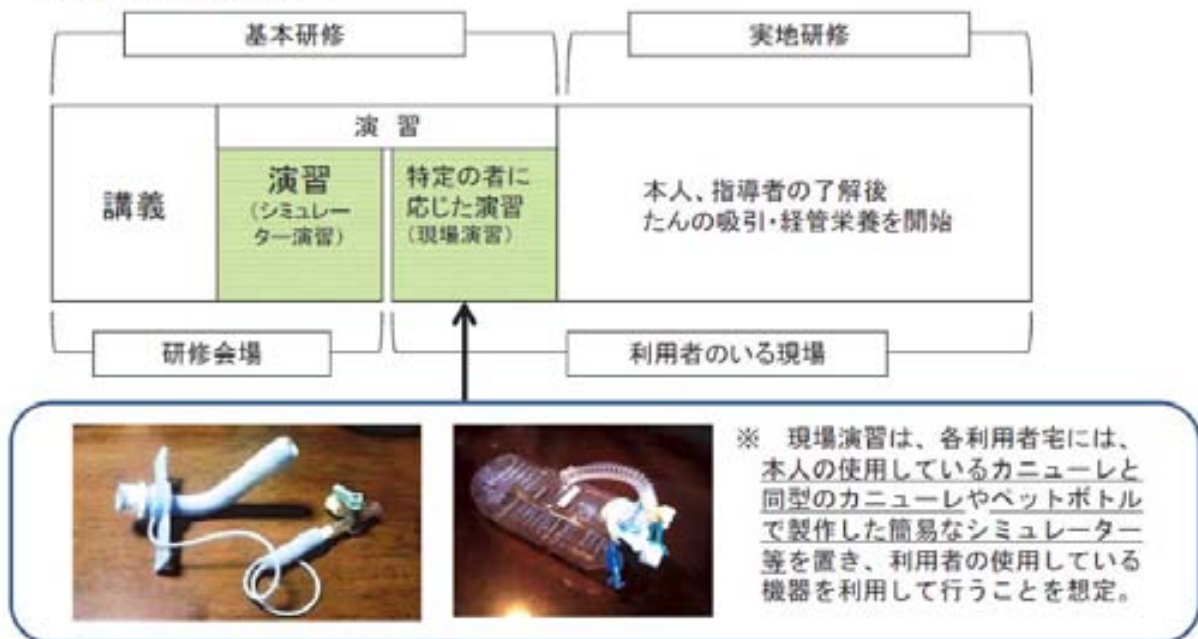 基本研修
実地研修
講義
演 習
演習
(シミュレー
ター演習)
特定の者に
応じた演習
(現場演習)
本人、指導者の了解後
たんの吸引・経管栄養を開始
研修会場
利用者のいる現場
※ 現場演習は、各利用者宅には、
本人の使用しているカニューレと
同型のカニューレやペットボトル
で製作した簡易なシミュレーター
等を置き、利用者の使用している
機器を利用して行うことを想定。